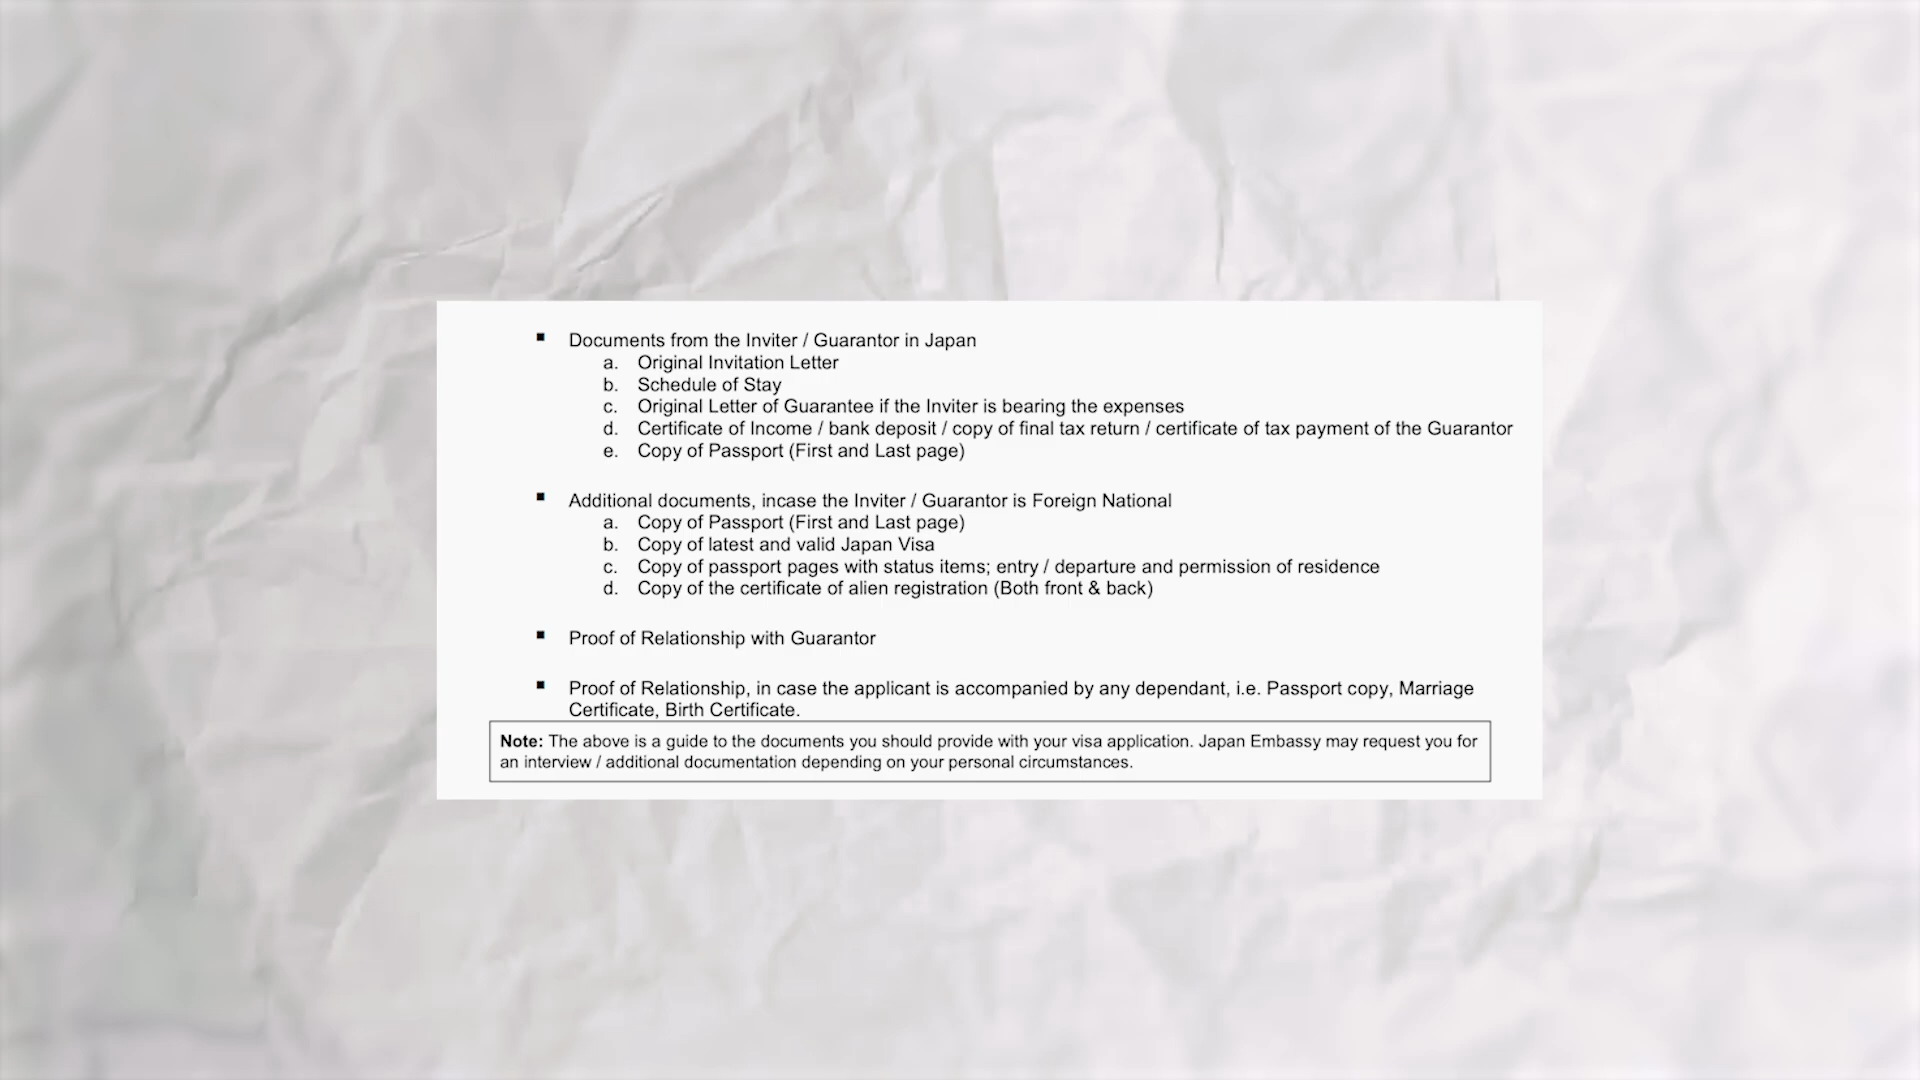 ▪ Documents from the Inviter / Guarantor in Japan
a. Original Invitation Letter
b. Schedule of Stay
c. Original Letter of Guarantee if the Inviter is bearing the expenses
d. Certificate of Income / bank deposit / copy of final tax return / certificate of tax payment of the Guarantor
e. Copy of Passport (First and Last page)
▪ Additional documents, incase the Inviter / Guarantor is Foreign National
a. Copy of Passport (First and Last page)
b. Copy of latest and valid Japan Visa
c. Copy of passport pages with status items; entry / departure and permission of residence
d. Copy of the certificate of alien registration (Both front & back)
▪ Proof of Relationship with Guarantor
▪ Proof of Relationship, in case the applicant is accompanied by any dependant, i.e. Passport copy, Marriage
Certificate, Birth Certificate.
Note: The above is a guide to the documents you should provide with your visa application. Japan Embassy may request you for
an interview / additional documentation depending on your personal circumstances.